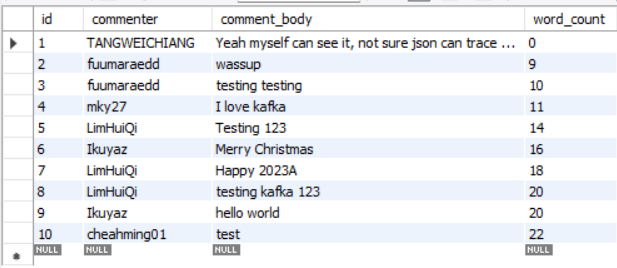 id commenter comment_body word_count
1 TANGWEICHIANG Yeah myself can see it, not sure json can trace ... 0
2 fuumaraedd wassup 9
3 fuumaraedd testing testing 10
4 mky27 I love kafka 11
5 LimHuiQi Testing 123 14
6 Ikuyaz Merry Christmas 16
7 LimHuiQi Happy 2023A 18
8 LimHuiQi testing kafka 123 20
9 Ikuyaz hello world 20
10 cheahming01 test 22
NULL NULL NULL NULL